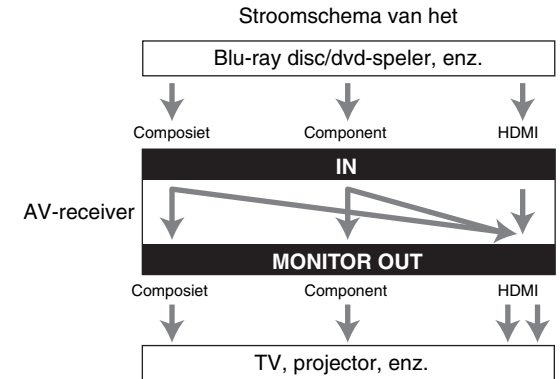 Stroomschema van het
Blu-ray disc/dvd-speler, enz.
Composiet Component HDMI
IN
AV-receiver
MONITOR OUT
Composiet Component HDMI
TV, projector, enz.